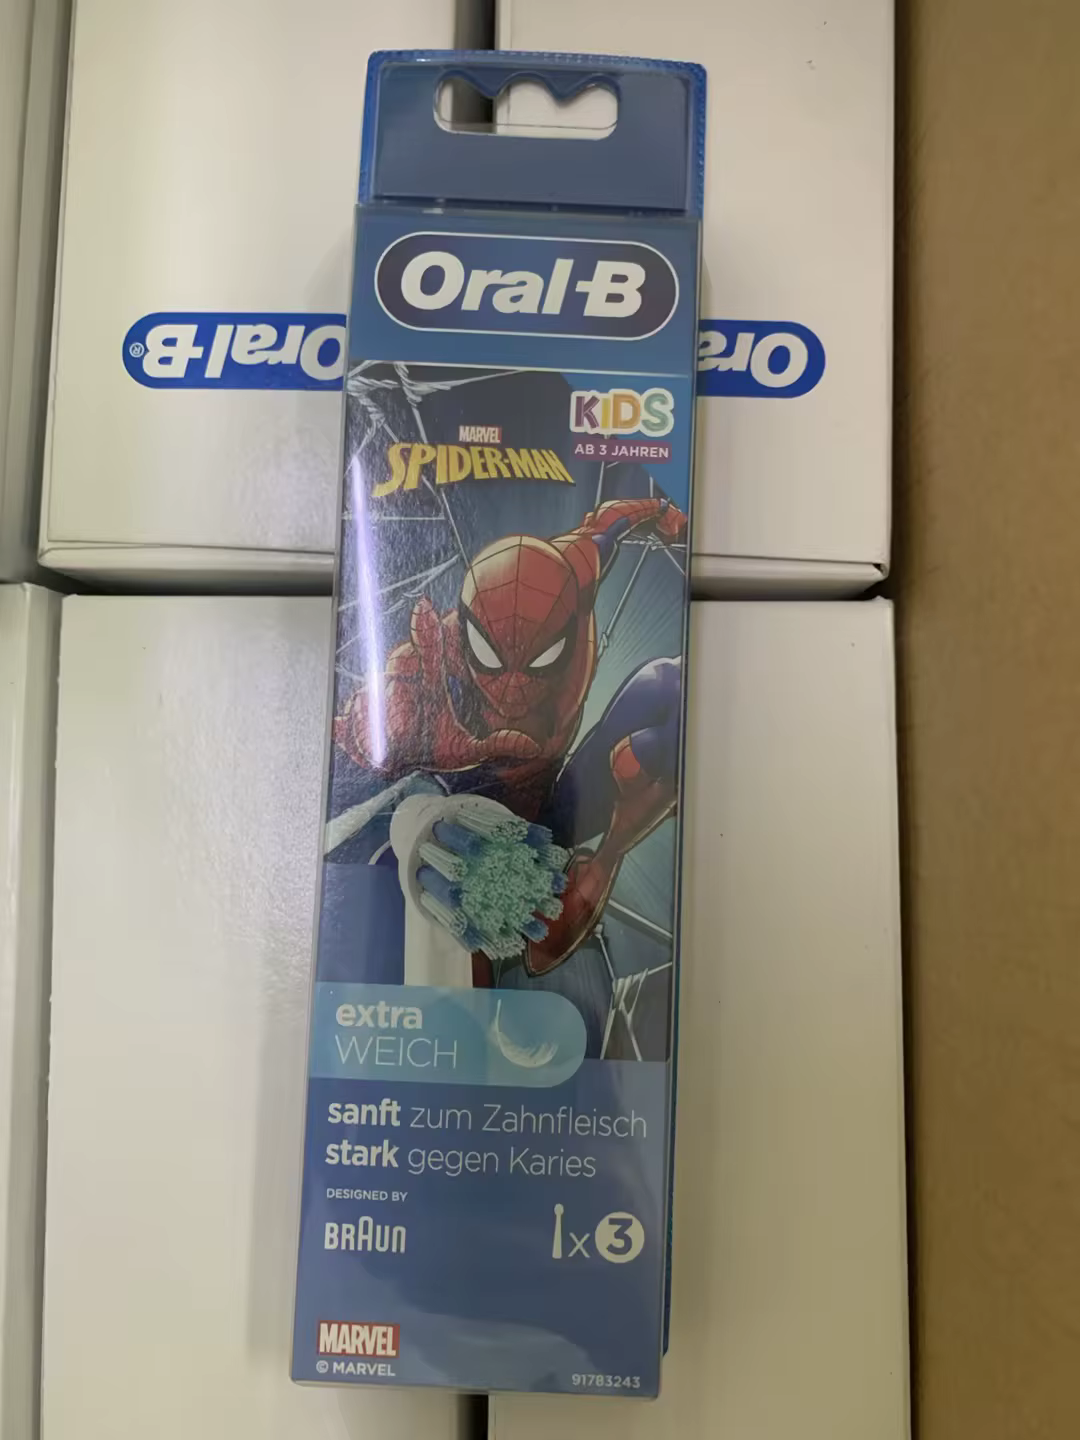 Oral-B
Oral-B®
Ora
KiDS
AB 3 JAHREN
MARVEL
SPIDER-MAN
extra
WEICH
sanft zum Zahnfleisch
stark gegen Karies
DESIGNED BY
BRAUN
x 3
MARVEL
© MARVEL
91783243